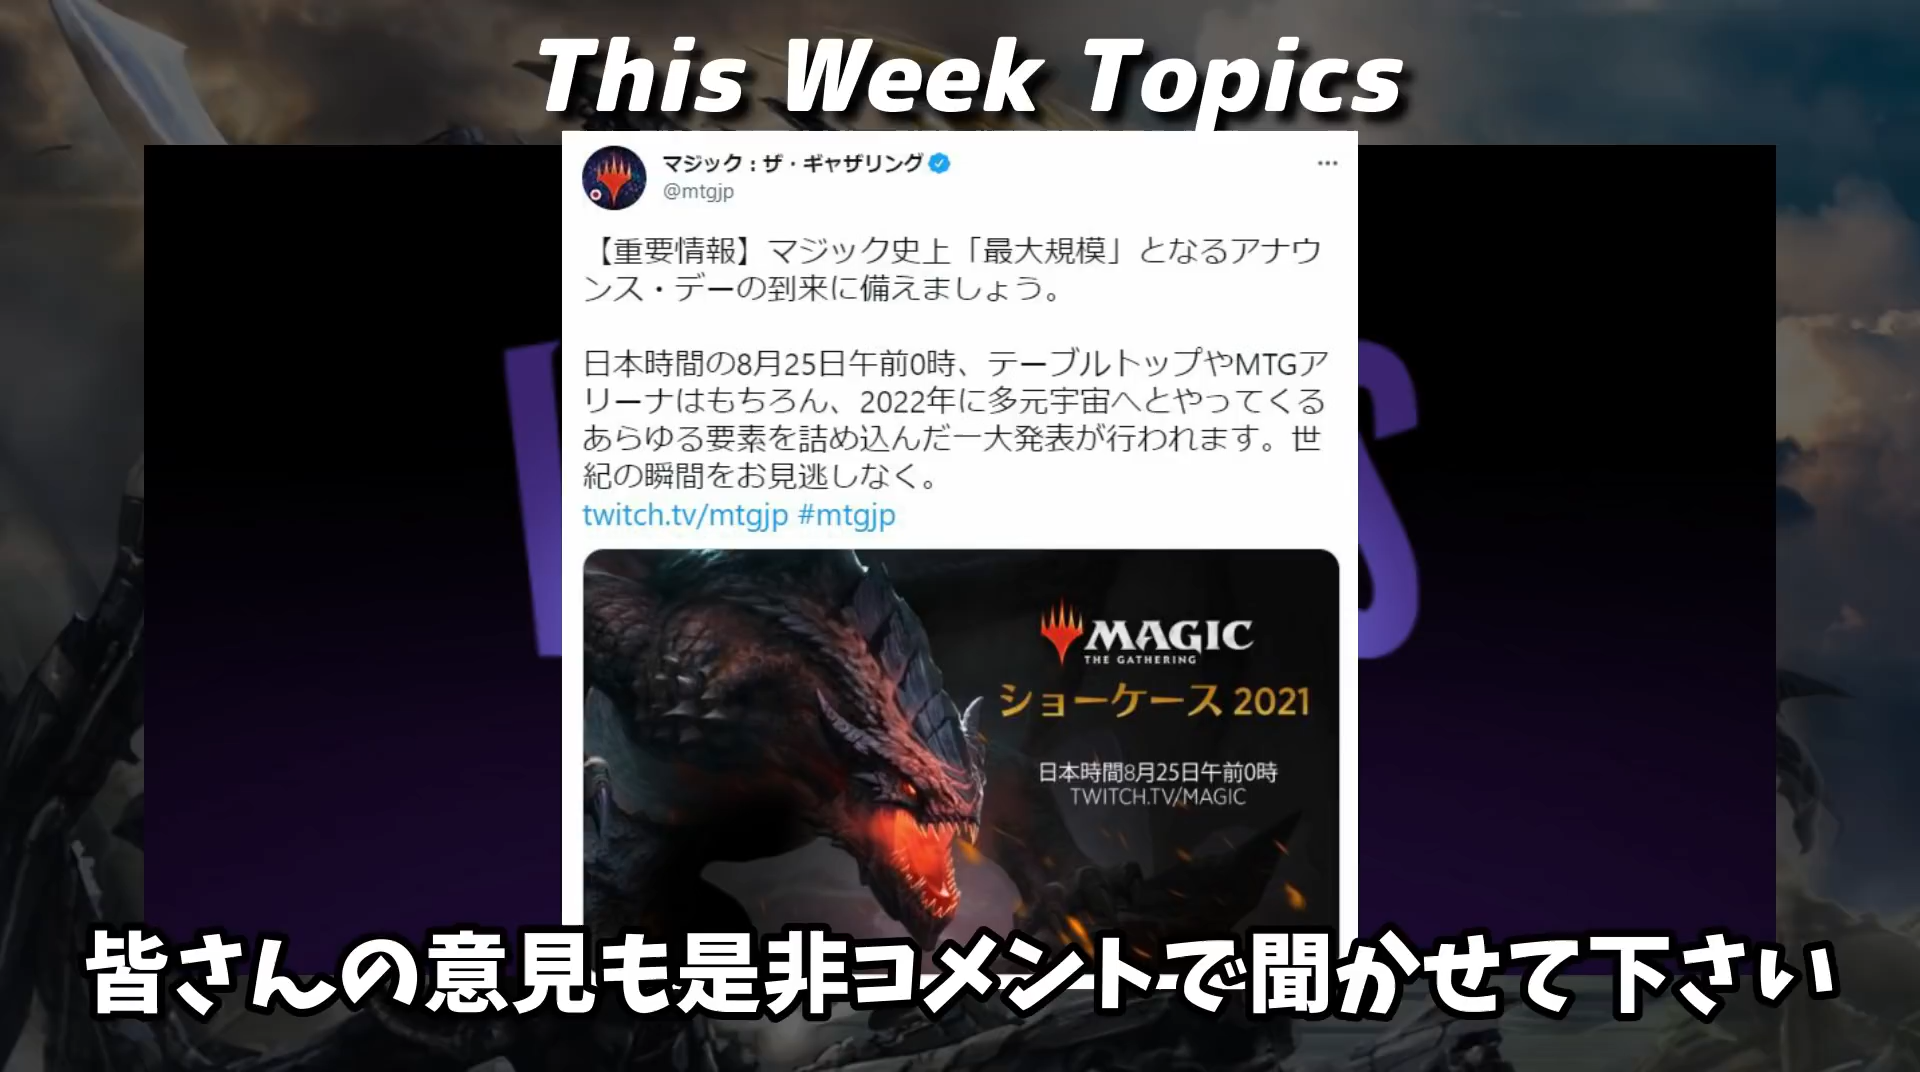 This Week Topics
マジック：ザ・ギャザリング
@mtgjp
【重要情報】マジック史上「最大規模」となるアナウ
ンス・デーの到来に備えましょう。
日本時間の8月25日午前0時、テーブルトップやMTGア
リーナはもちろん、2022年に多元宇宙へとやってくる
あらゆる要素を詰め込んだ一大発表が行われます。世
紀の瞬間をお見逃しなく。
twitch.tv/mtgjp #mtgjp
MAGIC
THE GATHERING
ショーケース 2021
日本時間8月25日午前0時
TWITCH.TV/MAGIC
皆さんの意見も是非コメントで聞かせて下さい